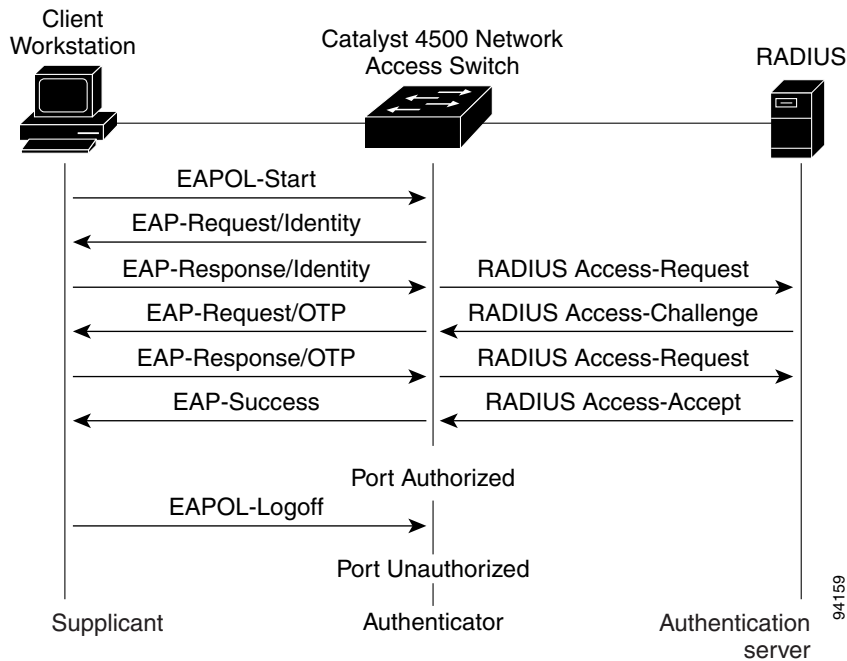 Client
Workstation
Catalyst 4500 Network
Access Switch
RADIUS
EAPOL-Start
EAP-Request/Identity
EAP-Response/Identity
RADIUS Access-Request
EAP-Request/OTP
RADIUS Access-Challenge
EAP-Response/OTP
RADIUS Access-Request
EAP-Success
RADIUS Access-Accept
Port Authorized
EAPOL-Logoff
Port Unauthorized
Supplicant
Authenticator
Authentication
server
94159